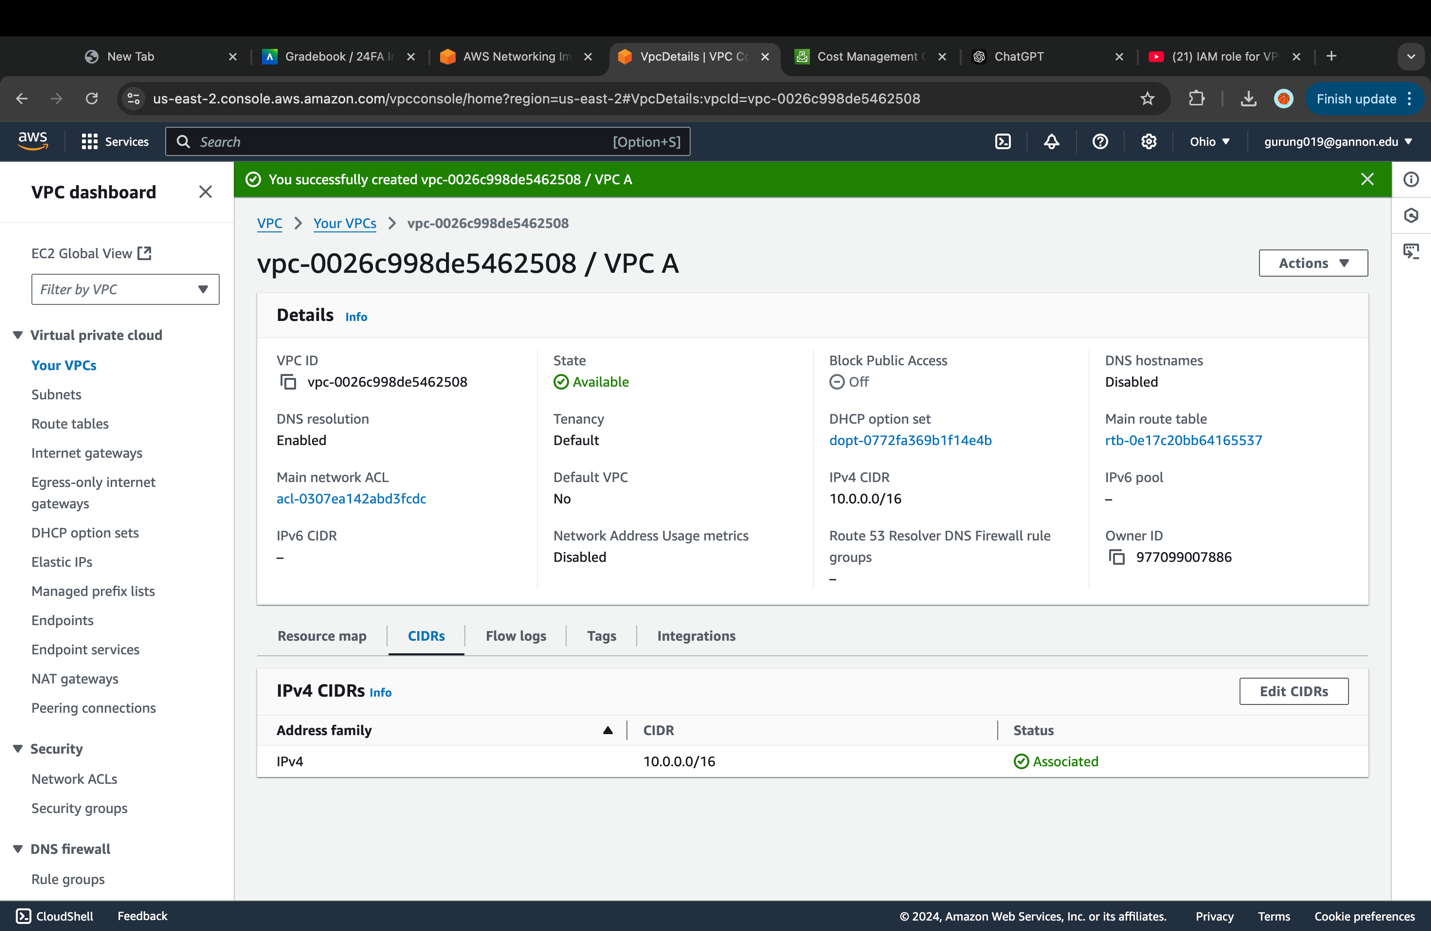 New Tab
Gradebook / 24FA I
AWS Networking Im
VpcDetails | VPC Co
Cost Management
ChatGPT
(21) IAM role for VP
us-east-2.console.aws.amazon.com/vpcconsole/home?region=us-east-2#VpcDetails:vpcId=vpc-0026c998de5462508
Finish update
aws
Services
Search
[Option+S]
Ohio
gurung019@gannon.edu
VPC dashboard
You successfully created vpc-0026c998de5462508 / VPC A
EC2 Global View
Filter by VPC
Virtual private cloud
Your VPCs
Subnets
Route tables
Internet gateways
Egress-only internet
gateways
DHCP option sets
Elastic IPs
Managed prefix lists
Endpoints
Endpoint services
NAT gateways
Peering connections
Security
Network ACLs
Security groups
DNS firewall
Rule groups
VPC
Your VPCs
vpc-0026c998de5462508
vpc-0026c998de5462508 / VPC A
Actions
Details
Info
VPC ID
vpc-0026c998de5462508
State
Available
Block Public Access
Off
DNS hostnames
Disabled
DNS resolution
Enabled
Tenancy
Default
DHCP option set
dopt-0772fa369b1f14e4b
Main route table
rtb-0e17c20bb64165537
Main network ACL
acl-0307ea142abd3fcdc
Default VPC
No
IPv4 CIDR
10.0.0.0/16
IPv6 pool
–
IPv6 CIDR
–
Network Address Usage metrics
Disabled
Route 53 Resolver DNS Firewall rule
groups
–
Owner ID
977099007886
Resource map
CIDRs
Flow logs
Tags
Integrations
IPv4 CIDRs
Info
Edit CIDRs
Address family
CIDR
Status
IPv4
10.0.0.0/16
Associated
CloudShell
Feedback
© 2024, Amazon Web Services, Inc. or its affiliates.
Privacy
Terms
Cookie preferences